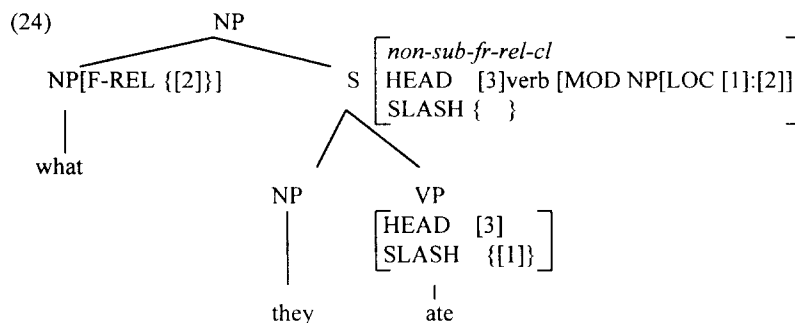 (24) NP
non-sub-fr-rel-cl
NP[F-REL {[2]}] S HEAD [3]verb [MOD NP[LOC [1]:[2]]
SLASH { }
what
NP VP
HEAD [3]
SLASH {[1]}
they ate